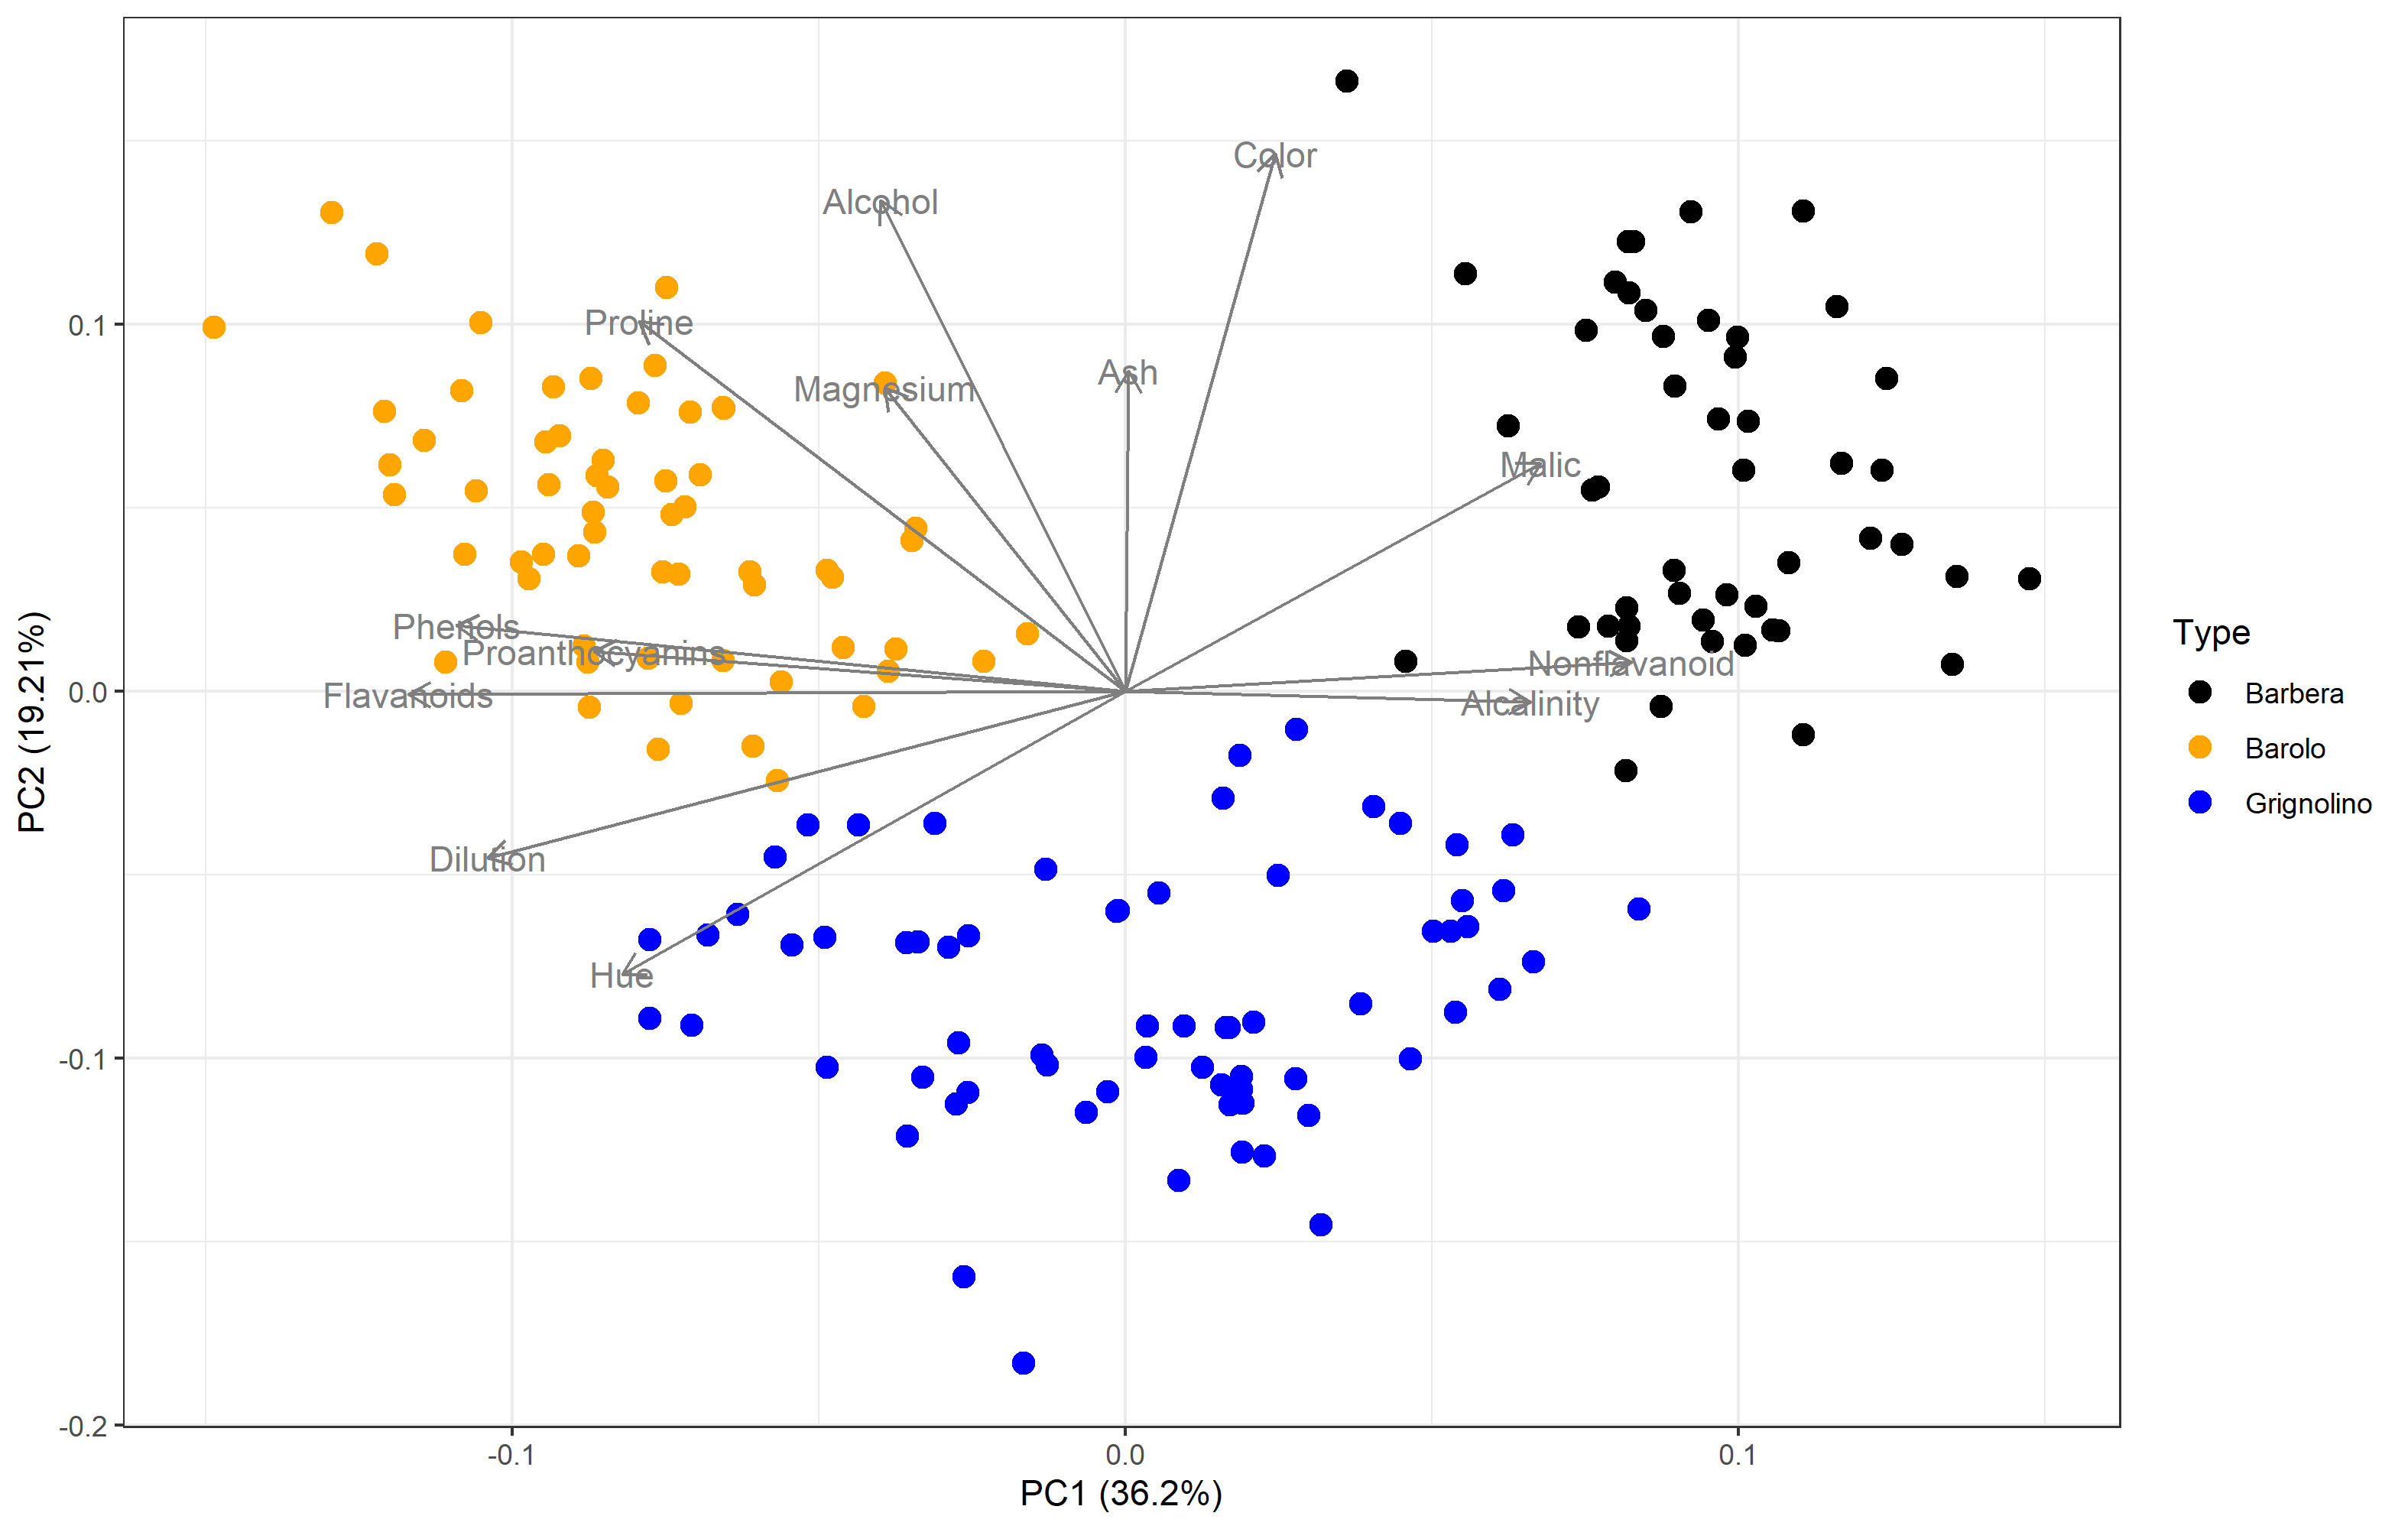 Color
Alcohol
Proline
Ash
Magnesium
Malic
Phenols
Proanthocyanins
Nonflavanoid
Flavanoids
Alcalinity
Dilution
Hue
0.1
0.0
-0.1
-0.2
-0.1
0.0
0.1
PC1 (36.2%)
PC2 (19.21%)
Type
Barbera
Barolo
Grignolino